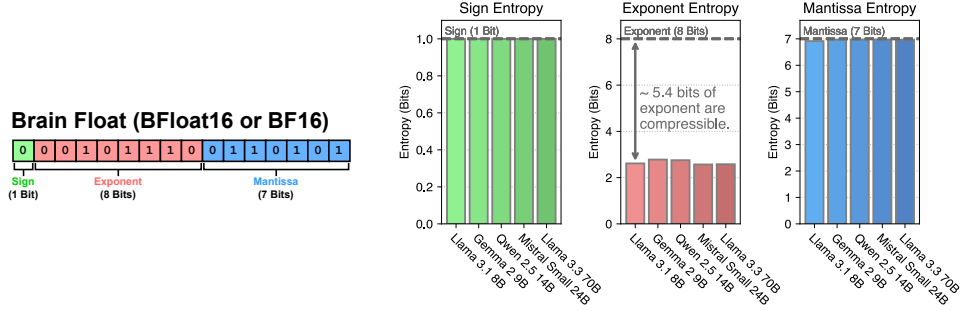 Brain Float (BFloat16 or BF16)
0 0 0 1 0 1 1 1 0 0 1 1 0 1 0 1
Sign
(1 Bit)
Exponent
(8 Bits)
Mantissa
(7 Bits)
Sign Entropy
Sign (1 Bit)
Entropy (Bits)
1.0
0.8
0.6
0.4
0.2
0.0
Llama 3.1 8B
Gemma 2 9B
Qwen 2.5 14B
Mistral Small 24B
Llama 3.3 70B
Exponent Entropy
Exponent (8 Bits)
~ 5.4 bits of
exponent are
compressible.
Entropy (Bits)
8
6
4
2
0
Llama 3.1 8B
Gemma 2 9B
Qwen 2.5 14B
Mistral Small 24B
Llama 3.3 70B
Mantissa Entropy
Mantissa (7 Bits)
Entropy (Bits)
7
6
5
4
3
2
1
0
Llama 3.1 8B
Gemma 2 9B
Qwen 2.5 14B
Mistral Small 24B
Llama 3.3 70B